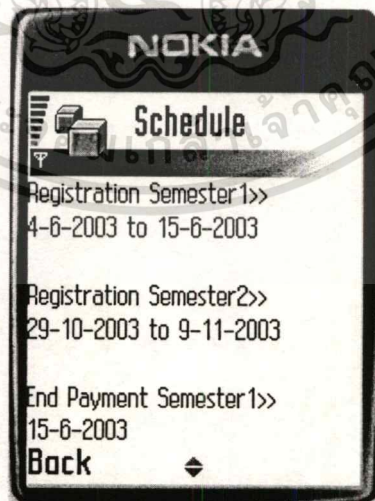 NOKIA
Schedule
Registration Semester1>>
4-6-2003 to 15-6-2003
Registration Semester2>>
29-10-2003 to 9-11-2003
End Payment Semester1>>
15-6-2003
Back